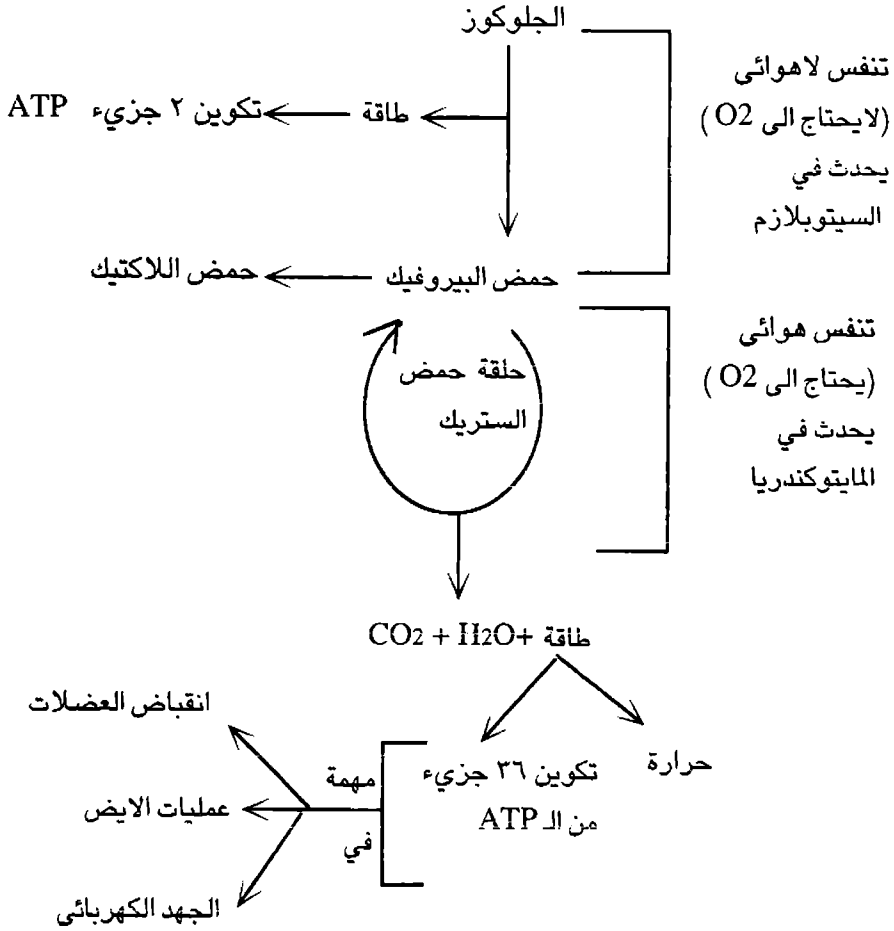 الجلوكوز
تنفس لاهوائى
(لايحتاج الى O2)
يحدث في
السيتوبلازم
طاقة
تكوين ٢ جزيء ATP
حمض البيروفيك
حمض اللاكتيك
تنفس هوائى
(يحتاج الى O2)
يحدث في
المايتوكندريا
حلقة حمض
الستريك
CO2 + H2O+ طاقة
حرارة
تكوين ٣٦ جزيء
من الـ ATP
مهمة
في
انقباض العضلات
عمليات الايض
الجهد الكهربائي